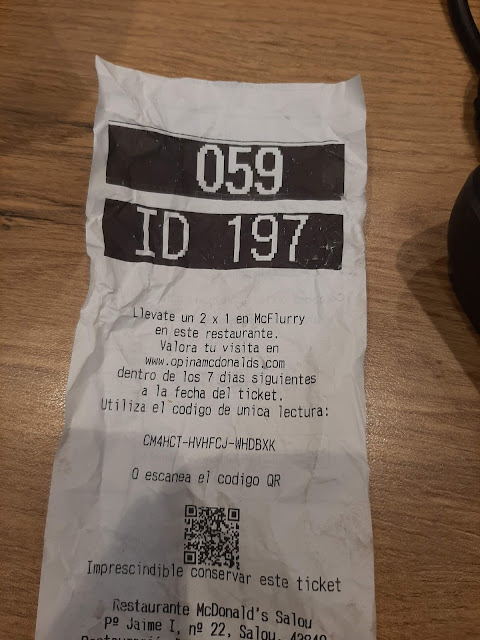 059
ID 197
Llevate un 2 x 1 en McFlurry
en este restaurante.
Valora tu visita en
www.opinamcdonalds.com
dentro de los 7 dias siguientes
a la fecha del ticket.
Utiliza el codigo de unica lectura:
CM4HCT-HVHFCJ-WHDBXK
O escanea el codigo QR
Imprescindible conservar este ticket
Restaurante McDonald's Salou
Pº Jaime I, nº 22, Salou, 43840